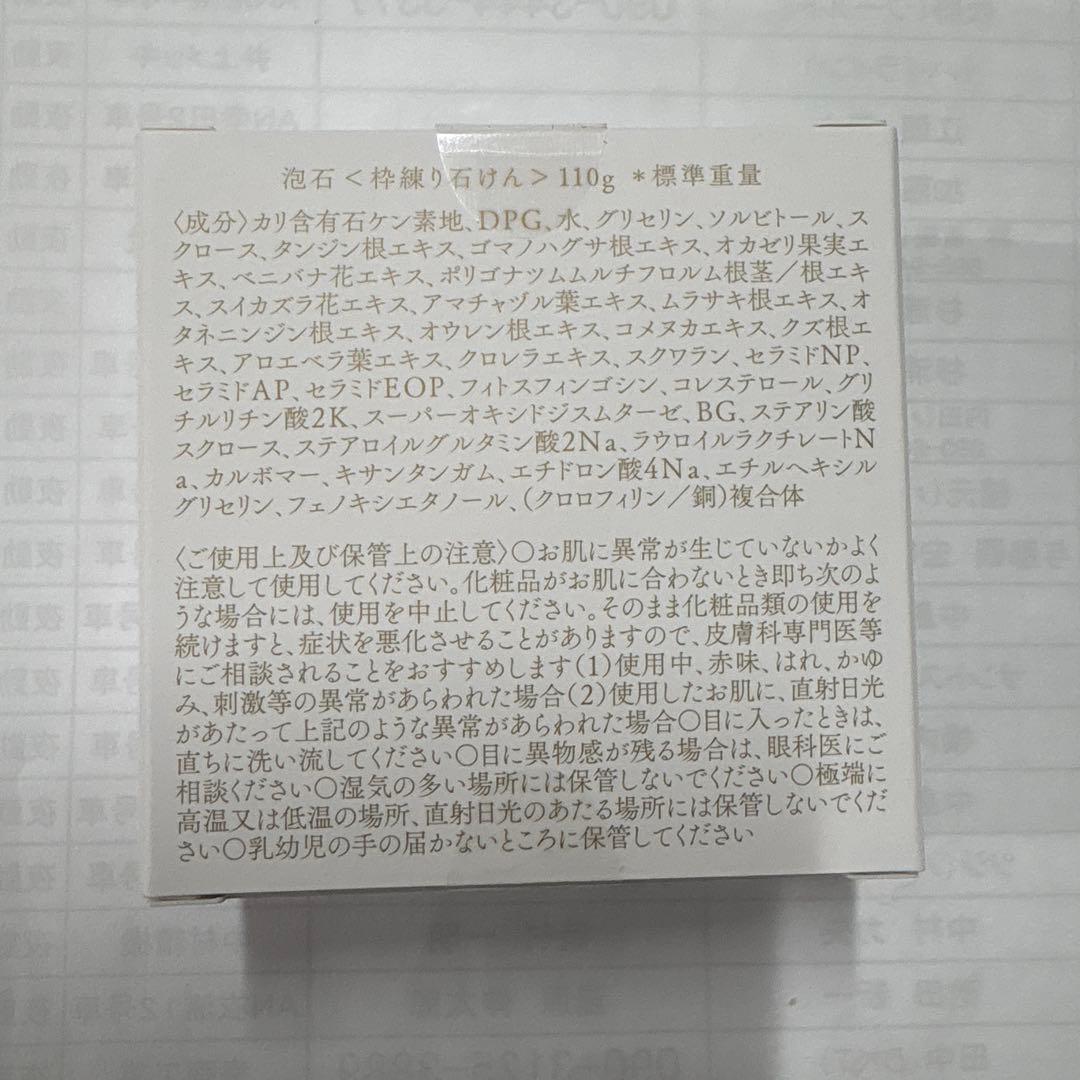 泡石＜枠練り石けん＞110g ＊標準重量
〈成分〉カリ含有石ケン素地、DPG、水、グリセリン、ソルビトール、ス
クロース、タンジン根エキス、ゴマノハグサ根エキス、オカゼリ果実エ
キス、ベニバナ花エキス、ポリゴナツムムルチフロルム根茎／根エキ
ス、スイカズラ花エキス、アマチャヅル葉エキス、ムラサキ根エキス、オ
タネニンジン根エキス、オウレン根エキス、コメヌカエキス、クズ根エ
キス、アロエベラ葉エキス、クロレラエキス、スクワラン、セラミドNP、
セラミドAP、セラミドEOP、フィトスフィンゴシン、コレステロール、グリ
チルリチン酸2K、スーパーオキシドジスムターゼ、BG、ステアリン酸
スクロース、ステアロイルグルタミン酸2Na、ラウロイルラクチレートN
a、カルボマー、キサンタンガム、エチドロン酸4Na、エチルヘキシル
グリセリン、フェノキシエタノール、（クロロフィリン／銅）複合体
〈ご使用上及び保管上の注意〉○お肌に異常が生じていないかよく
注意して使用してください。化粧品がお肌に合わないとき即ち次のよ
うな場合には、使用を中止してください。そのまま化粧品類の使用を
続けますと、症状を悪化させることがありますので、皮膚科専門医等
にご相談されることをおすすめします（1）使用中、赤味、はれ、かゆ
み、刺激等の異常があらわれた場合（2）使用したお肌に、直射日光
があたって上記のような異常があらわれた場合○目に入ったときは、
直ちに洗い流してください○目に異物感が残る場合は、眼科医にご
相談ください○湿気の多い場所には保管しないでください○極端に
高温又は低温の場所、直射日光のあたる場所には保管しないでくだ
さい○乳幼児の手の届かないところに保管してください